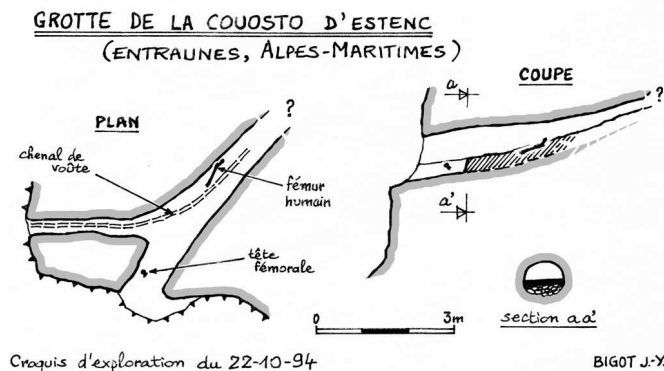 GROTTE DE LA COUOSTO D'ESTENC
(ENTRAUNES, ALPES-MARITIMES)
PLAN
?
chenal de
voûte
fémur
humain
tête
fémorale
COUPE
a
?
a'
0 3m
section aa'
Croquis d'exploration du 22-10-94
BIGOT J.-Y.